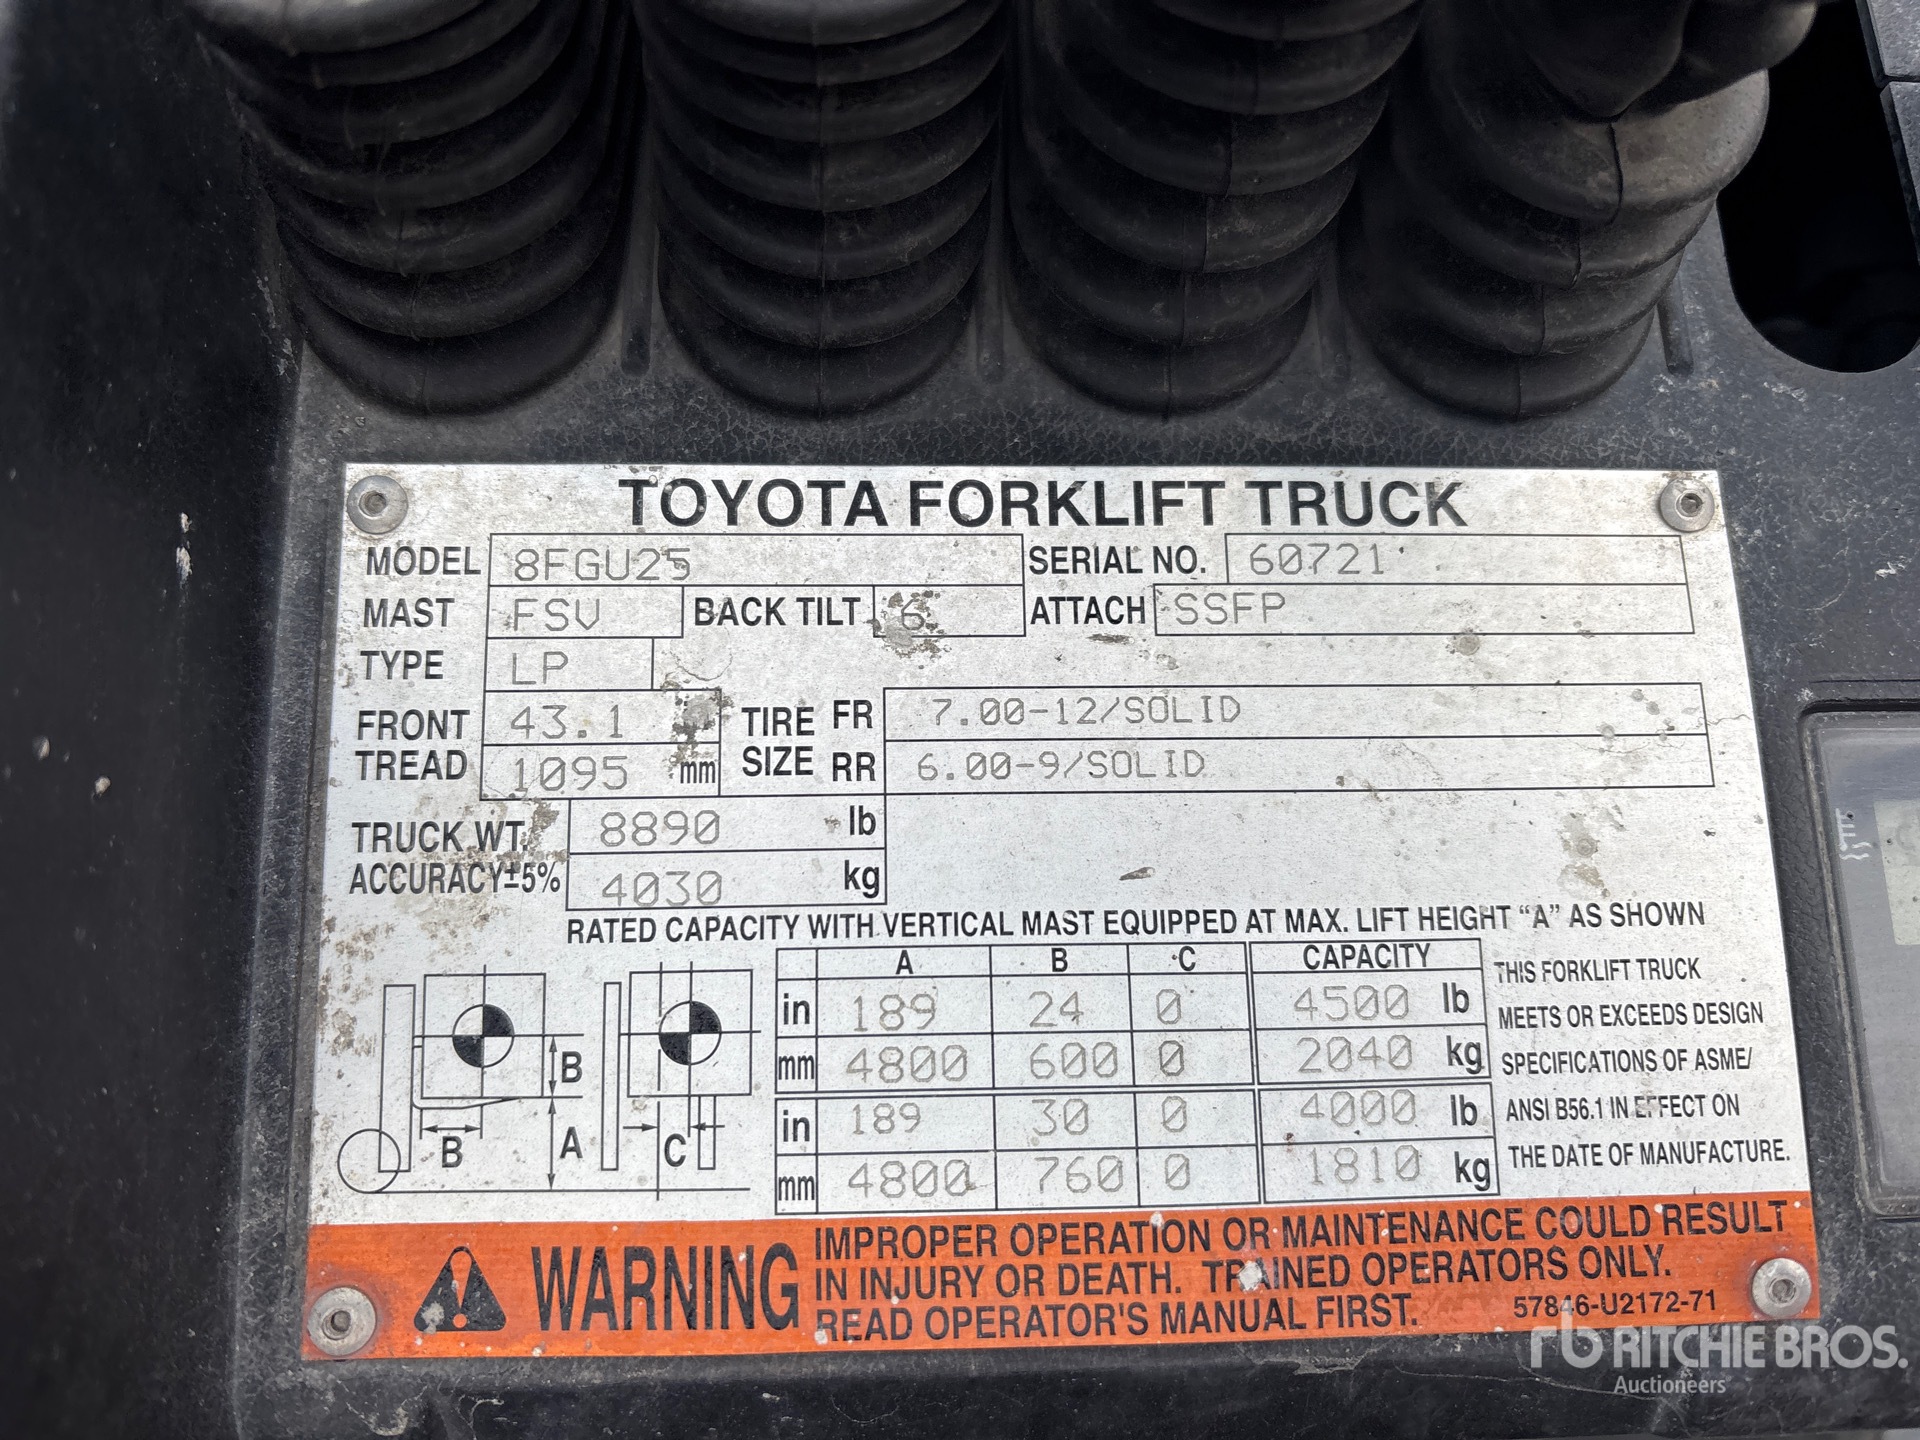 TOYOTA FORKLIFT TRUCK
MODEL 8FGU25 SERIAL NO. 60721
MAST FSV BACK TILT 6 ATTACH SSFP
TYPE LP
FRONT TREAD 43.1 TIRE SIZE FR 7.00-12/SOLID
1095 mm RR 6.00-9/SOLID
TRUCK WT. 8890 lb
ACCURACY±5% 4030 kg
RATED CAPACITY WITH VERTICAL MAST EQUIPPED AT MAX. LIFT HEIGHT "A" AS SHOWN
A B C CAPACITY
in 189 24 0 4500 lb
mm 4800 600 0 2040 kg
in 189 30 0 4000 lb
mm 4800 760 0 1810 kg
B
B A C
THIS FORKLIFT TRUCK
MEETS OR EXCEEDS DESIGN
SPECIFICATIONS OF ASME/
ANSI B56.1 IN EFFECT ON
THE DATE OF MANUFACTURE.
WARNING
IMPROPER OPERATION OR MAINTENANCE COULD RESULT
IN INJURY OR DEATH. TRAINED OPERATORS ONLY.
READ OPERATOR'S MANUAL FIRST. 57846-U2172-71
rb RITCHIE BROS.
Auctioneers